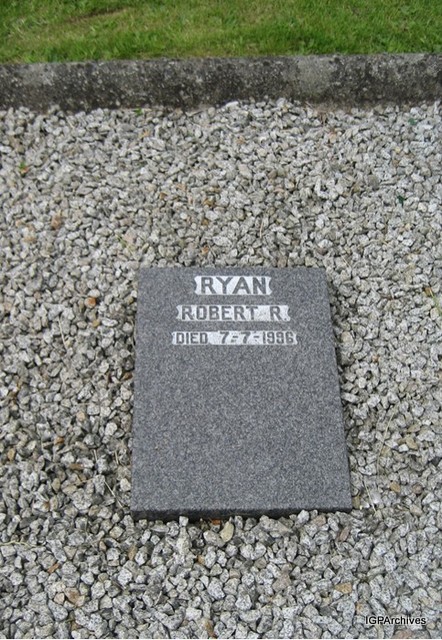 RYAN
ROBERT R.
DIED 7-7-1996
IGPArchives